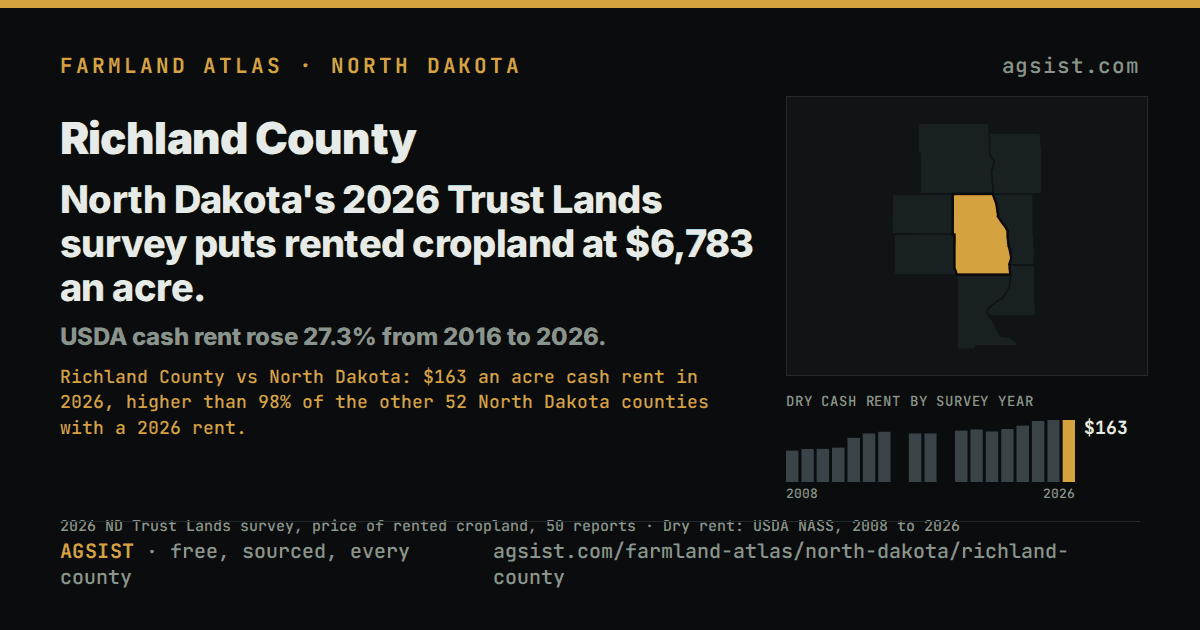 FARMLAND ATLAS · NORTH DAKOTA
agsist.com
Richland County
North Dakota's 2026 Trust Lands
survey puts rented cropland at $6,783
an acre.
USDA cash rent rose 27.3% from 2016 to 2026.
Richland County vs North Dakota: $163 an acre cash rent in
2026, higher than 98% of the other 52 North Dakota counties
with a 2026 rent.
DRY CASH RENT BY SURVEY YEAR
$163
2008
2026
2026 ND Trust Lands survey, price of rented cropland, 50 reports · Dry rent: USDA NASS, 2008 to 2026
AGSIST · free, sourced, every
county
agsist.com/farmland-atlas/north-dakota/richland-
county